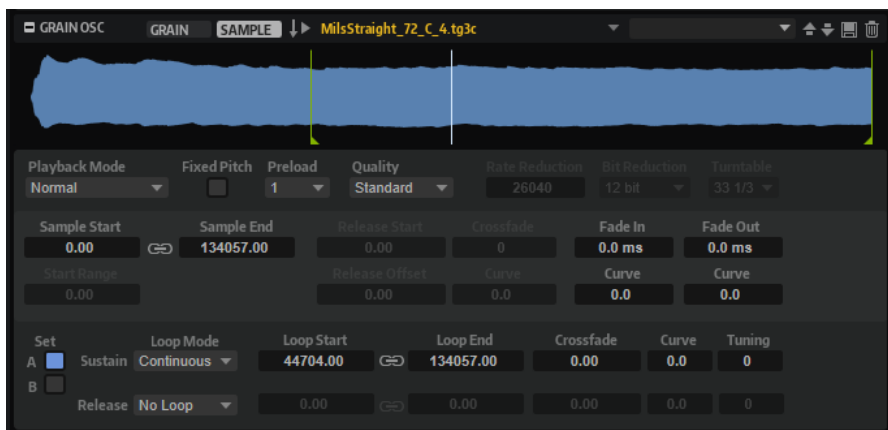 GRAIN OSC GRAIN SAMPLE MilsStraight_72_C_4.tg3c
Playback Mode Fixed Pitch Preload Quality Rate Reduction Bit Reduction Turntable
Normal 1 Standard 26040 12 bit 33 1/3
Sample Start Sample End Release Start Crossfade Fade In Fade Out
0.00 134057.00 0.00 0 0.0 ms 0.0 ms
Start Range Release Offset Curve Curve Curve
0.00 0.00 0.0 0.0 0.0
Set Loop Mode Loop Start Loop End Crossfade Curve Tuning
A Sustain Continuous 44704.00 134057.00 0.00 0.0 0
B
Release No Loop 0.00 0.00 0.00 0.0 0